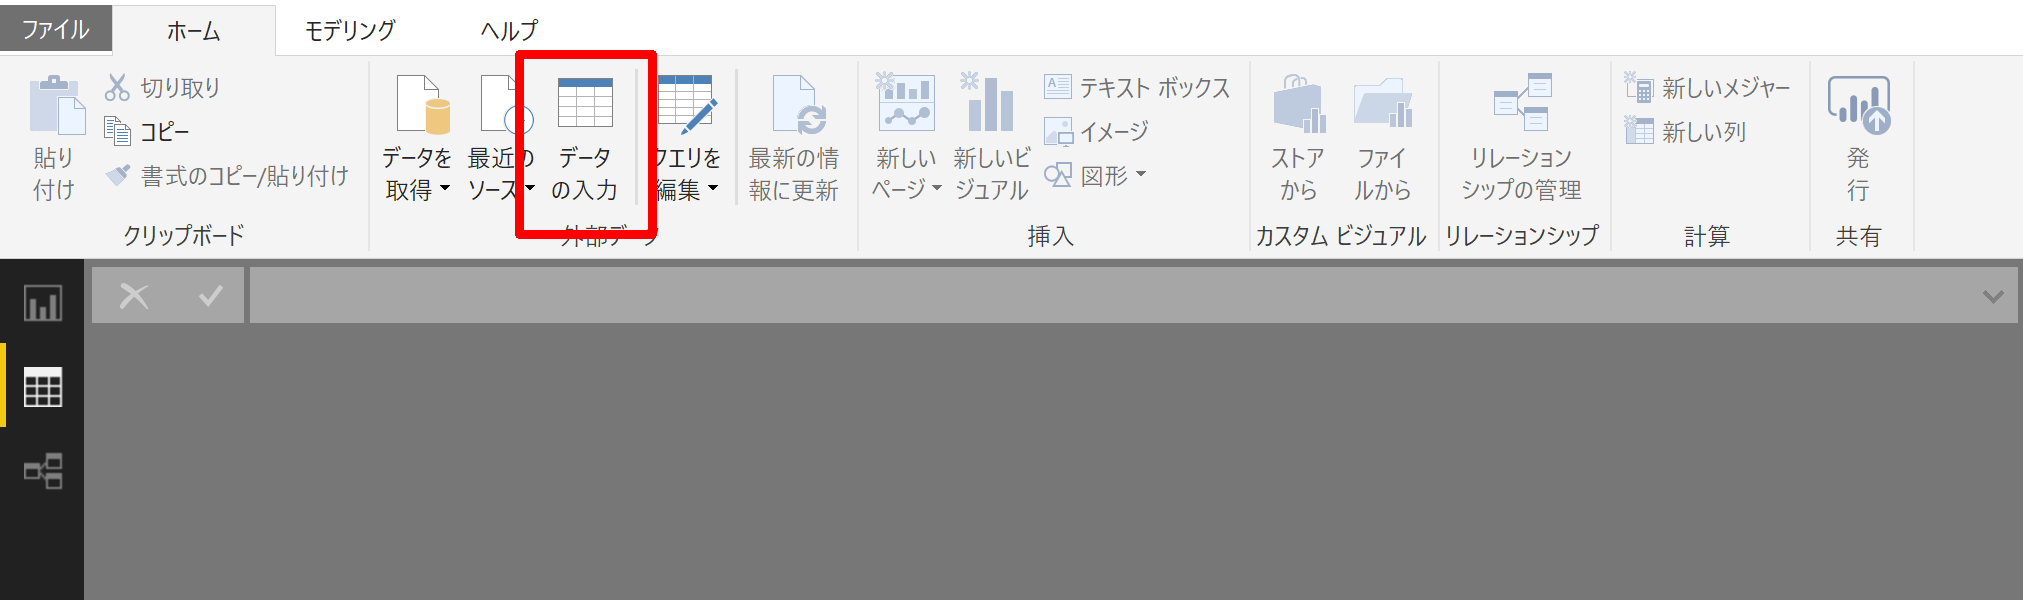 ファイル
ホーム
モデリング
ヘルプ
貼り
付け
切り取り
コピー
書式のコピー/貼り付け
クリップボード
データを
取得
最近の
ソース
データ
の入力
クエリを
編集
最新の情
報に更新
外部データ
新しい
ページ
新しいビ
ジュアル
テキスト ボックス
イメージ
図形
挿入
ストア
から
ファイ
ルから
カスタム ビジュアル
リレーション
シップの管理
リレーションシップ
新しいメジャー
新しい列
計算
発
行
共有